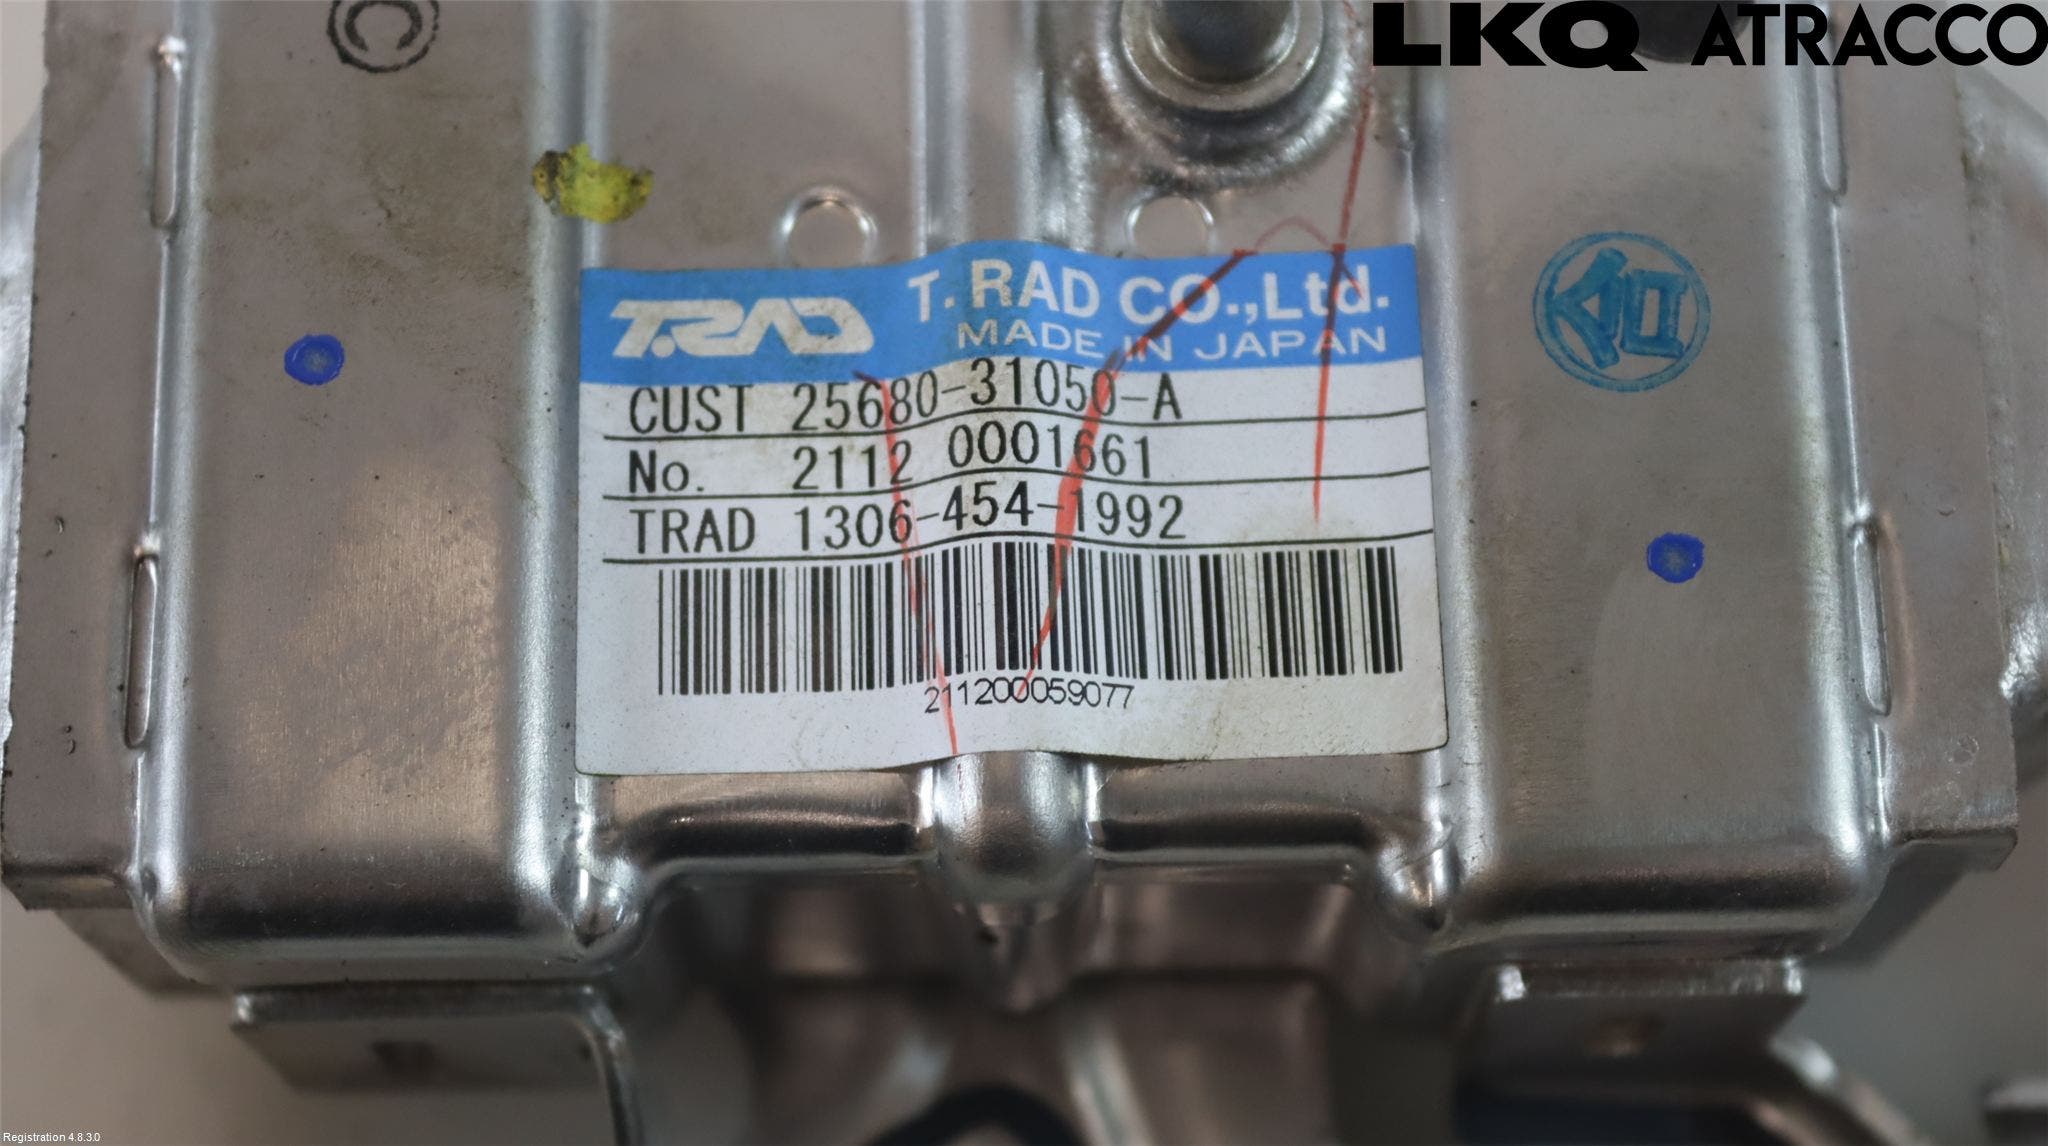 LKQ ATRACCO
C
T.RAD T. RAD CO.,Ltd.
MADE IN JAPAN
CUST 25680-31050-A
No. 2112 0001661
TRAD 1306-454-1992
211200059077
Registration 4.8.3.0